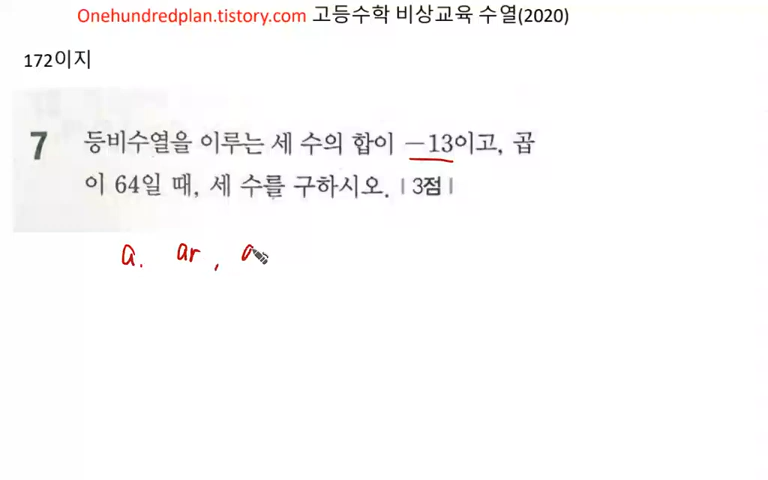 Onehundredplan.tistory.com 고등수학 비상교육 수열(2020)
172이지
7 등비수열을 이루는 세 수의 합이 -13이고, 곱
이 64일 때, 세 수를 구하시오. | 3점 |
a. ar , a